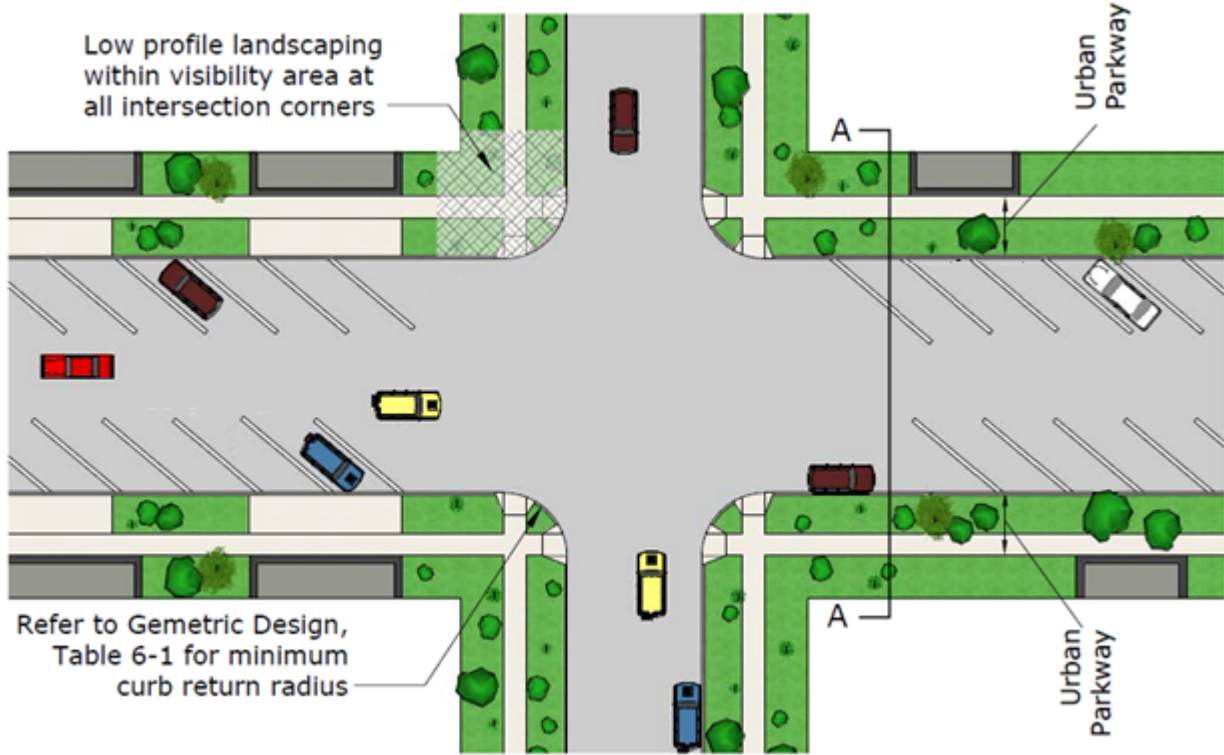 Low profile landscaping
within visibility area at
all intersection corners
A
Urban
Parkway
Refer to Gemetric Design,
Table 6-1 for minimum
curb return radius
A
Urban
Parkway